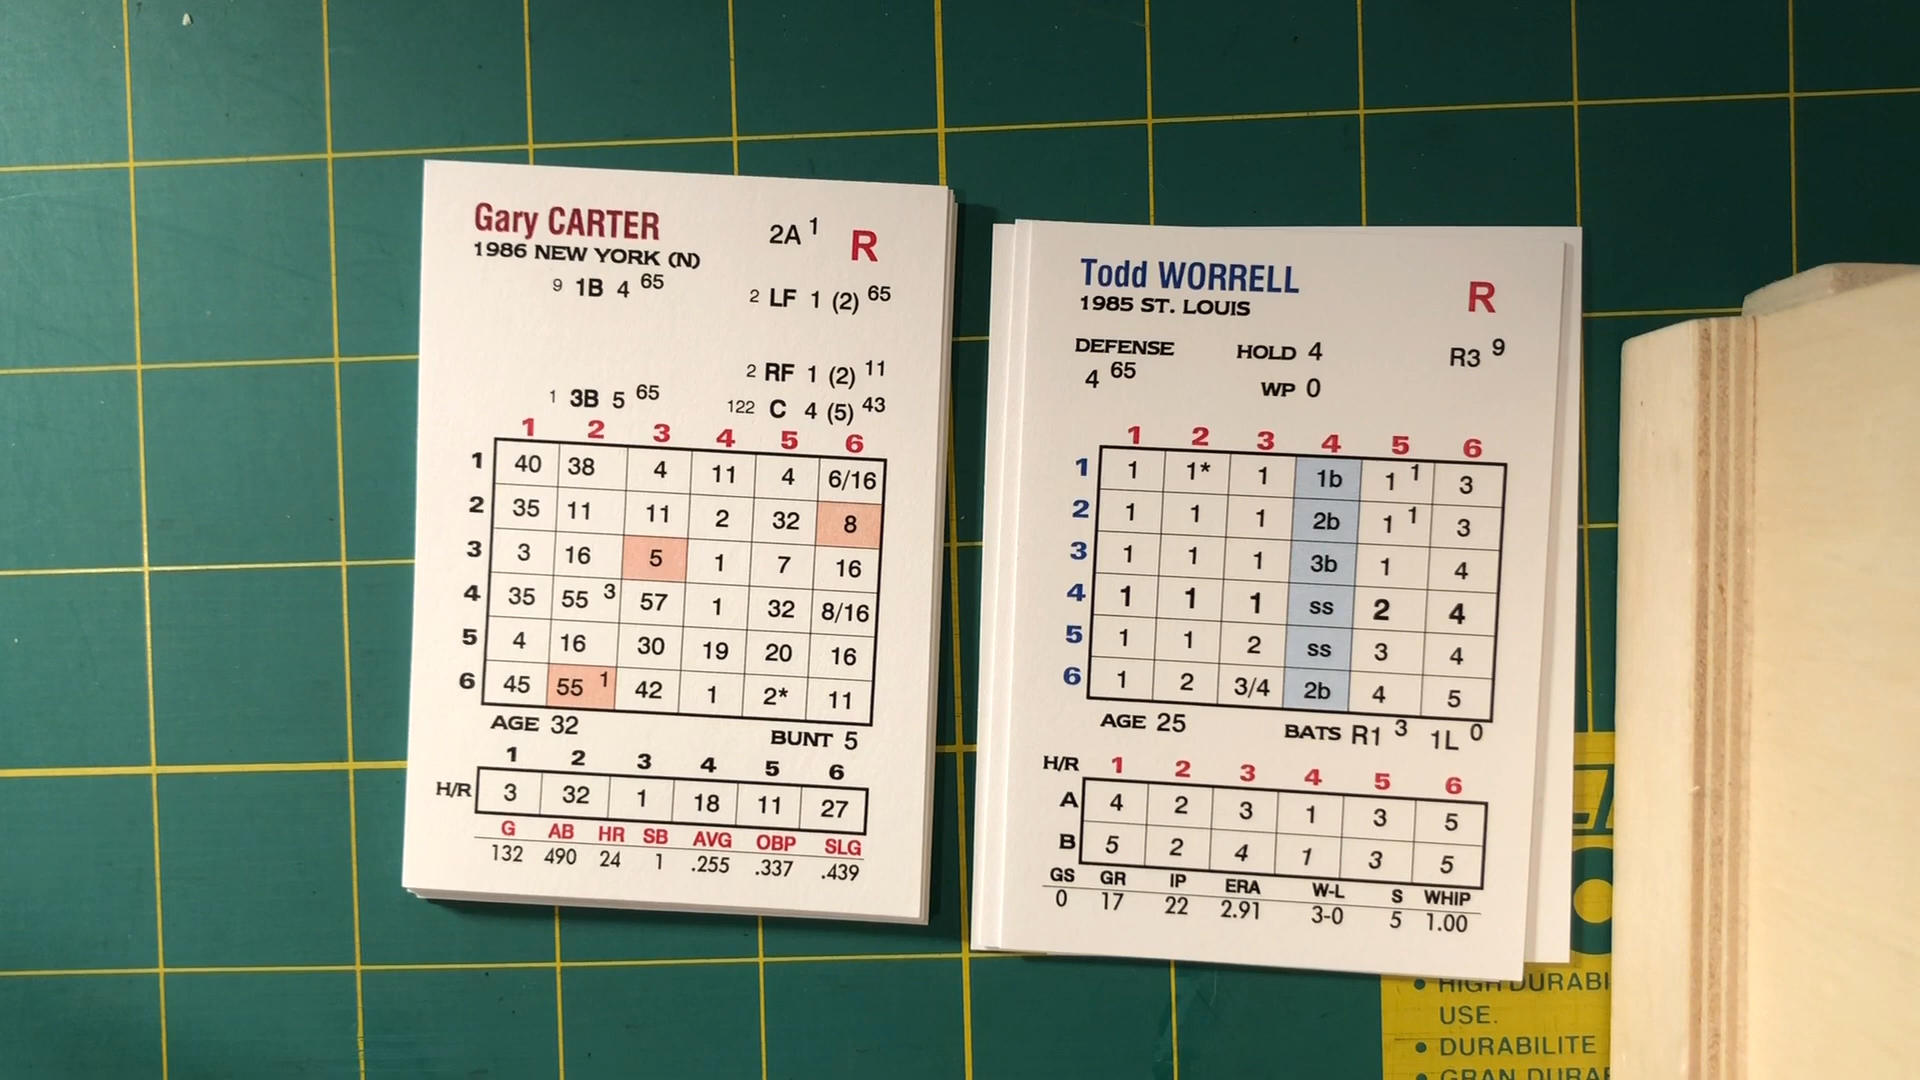 Gary CARTER 2A 1 R
1986 NEW YORK (N)
9 1B 4 65 2 LF 1 (2) 65
2 RF 1 (2) 11
1 3B 5 65 122 C 4 (5) 43
1 2 3 4 5 6
1 40 38 4 11 4 6/16
2 35 11 11 2 32 8
3 3 16 5 1 7 16
4 35 55 3 57 1 32 8/16
5 4 16 30 19 20 16
6 45 55 1 42 1 2* 11
AGE 32 BUNT 5
1 2 3 4 5 6
H/R 3 32 1 18 11 27
G AB HR SB AVG OBP SLG
132 490 24 1 .255 .337 .439
Todd WORRELL R
1985 ST. LOUIS
DEFENSE HOLD 4 R3 9
4 65 WP 0
1 2 3 4 5 6
1 1 1* 1 1b 1 1 3
2 1 1 1 2b 1 1 3
3 1 1 1 3b 1 4
4 1 1 1 ss 2 4
5 1 1 2 ss 3 4
6 1 2 3/4 2b 4 5
AGE 25 BATS R1 3 1L 0
H/R 1 2 3 4 5 6
A 4 2 3 1 3 5
B 5 2 4 1 3 5
GS GR IP ERA W-L S WHIP
0 17 22 2.91 3-0 5 1.00
• HIGH DURABI
USE.
• DURABILITE
• GRAN DURA